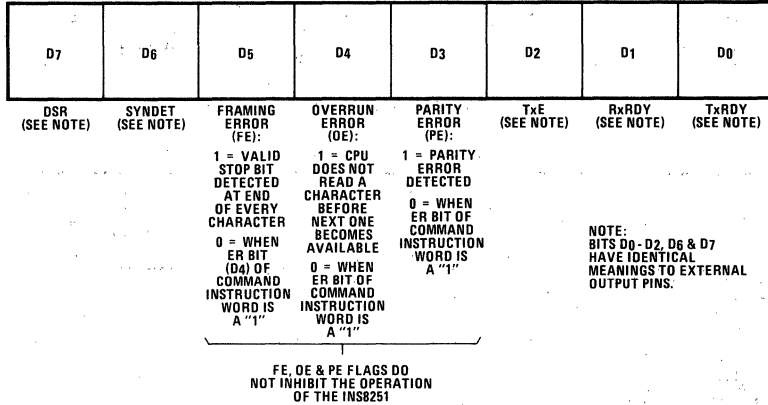 D7 D6 D5 D4 D3 D2 D1 D0
DSR
(SEE NOTE)
SYNDET
(SEE NOTE)
FRAMING
ERROR
(FE):
1 = VALID
STOP BIT
DETECTED
AT END
OF EVERY
CHARACTER
0 = WHEN
ER BIT
(D4) OF
COMMAND
INSTRUCTION
WORD IS
A "1"
OVERRUN
ERROR
(OE):
1 = CPU
DOES NOT
READ A
CHARACTER
BEFORE
NEXT ONE
BECOMES
AVAILABLE
0 = WHEN
ER BIT OF
COMMAND
INSTRUCTION
WORD IS
A "1"
PARITY
ERROR
(PE):
1 = PARITY
ERROR
DETECTED
0 = WHEN
ER BIT OF
COMMAND
INSTRUCTION
WORD IS
A "1"
TxE
(SEE NOTE)
RxRDY
(SEE NOTE)
TxRDY
(SEE NOTE)
NOTE:
BITS D0 - D2, D6 & D7
HAVE IDENTICAL
MEANINGS TO EXTERNAL
OUTPUT PINS.
FE, OE & PE FLAGS DO
NOT INHIBIT THE OPERATION
OF THE INS8251